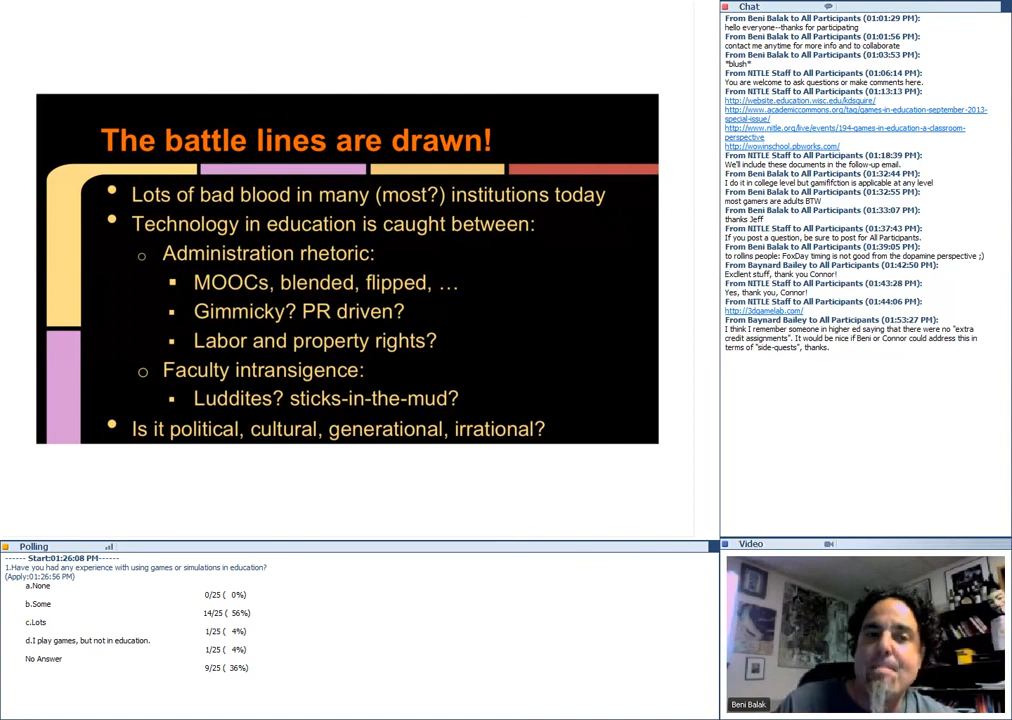 The battle lines are drawn!
Lots of bad blood in many (most?) institutions today
Technology in education is caught between:
Administration rhetoric:
MOOCs, blended, flipped, …
Gimmicky? PR driven?
Labor and property rights?
Faculty intransigence:
Luddites? sticks-in-the-mud?
Is it political, cultural, generational, irrational?
Polling
------ Start:01:26:08 PM------
1.Have you had any experience with using games or simulations in education?
(Apply:01:26:56 PM)
a.None
0/25 ( 0%)
b.Some
14/25 ( 56%)
c.Lots
1/25 ( 4%)
d.I play games, but not in education.
1/25 ( 4%)
No Answer
9/25 ( 36%)
Chat
From Beni Balak to All Participants (01:01:29 PM):
hello everyone--thanks for participating
From Beni Balak to All Participants (01:01:56 PM):
contact me anytime for more info and to collaborate
From Beni Balak to All Participants (01:03:53 PM):
*blush*
From NITLE Staff to All Participants (01:06:14 PM):
You are welcome to ask questions or make comments here.
From NITLE Staff to All Participants (01:13:13 PM):
http://website.education.wisc.edu/kdsquire/
http://www.academiccommons.org/tag/games-in-education-september-2013-
special-issue/
http://www.nitle.org/live/events/194-games-in-education-a-classroom-
perspective
http://wowinschool.pbworks.com/
From NITLE Staff to All Participants (01:18:39 PM):
We'll include these documents in the follow-up email.
From Beni Balak to All Participants (01:32:44 PM):
I do it in college level but gamififction is applicable at any level
From Beni Balak to All Participants (01:32:55 PM):
most gamers are adults BTW
From Beni Balak to All Participants (01:33:07 PM):
thanks Jeff
From NITLE Staff to All Participants (01:37:43 PM):
If you post a question, be sure to post for All Participants.
From Beni Balak to All Participants (01:39:05 PM):
to rollins people: FoxDay timing is not good from the dopamine perspective ;)
From Baynard Bailey to All Participants (01:42:50 PM):
Excllent stuff, thank you Connor!
From NITLE Staff to All Participants (01:43:28 PM):
Yes, thank you, Connor!
From NITLE Staff to All Participants (01:44:06 PM):
http://3dgamelab.com/
From Baynard Bailey to All Participants (01:53:27 PM):
I think I remember someone in higher ed saying that there were no "extra
credit assignments". It would be nice if Beni or Connor could address this in
terms of "side-quests", thanks.
Video
Beni Balak